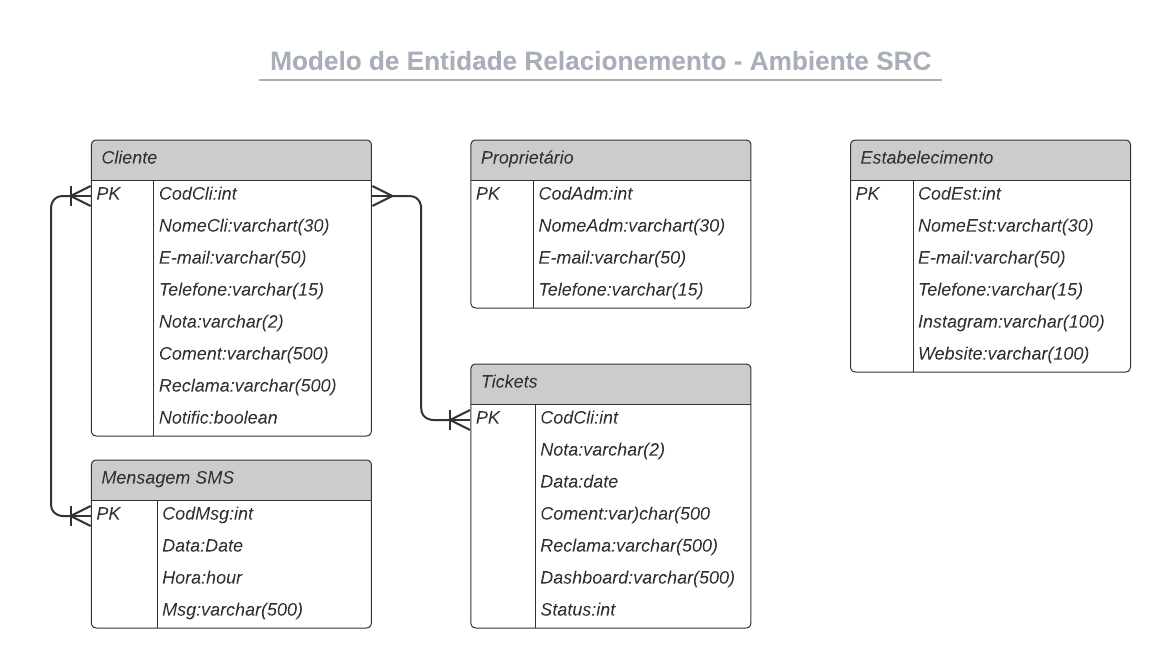 Modelo de Entidade Relacionemento - Ambiente SRC
Cliente
PK CodCli:int
NomeCli:varchart(30)
E-mail:varchar(50)
Telefone:varchar(15)
Nota:varchar(2)
Coment:varchar(500)
Reclama:varchar(500)
Notific:boolean
Mensagem SMS
PK CodMsg:int
Data:Date
Hora:hour
Msg:varchar(500)
Proprietário
PK CodAdm:int
NomeAdm:varchart(30)
E-mail:varchar(50)
Telefone:varchar(15)
Tickets
PK CodCli:int
Nota:varchar(2)
Data:date
Coment:var)char(500
Reclama:varchar(500)
Dashboard:varchar(500)
Status:int
Estabelecimento
PK CodEst:int
NomeEst:varchart(30)
E-mail:varchar(50)
Telefone:varchar(15)
Instagram:varchar(100)
Website:varchar(100)